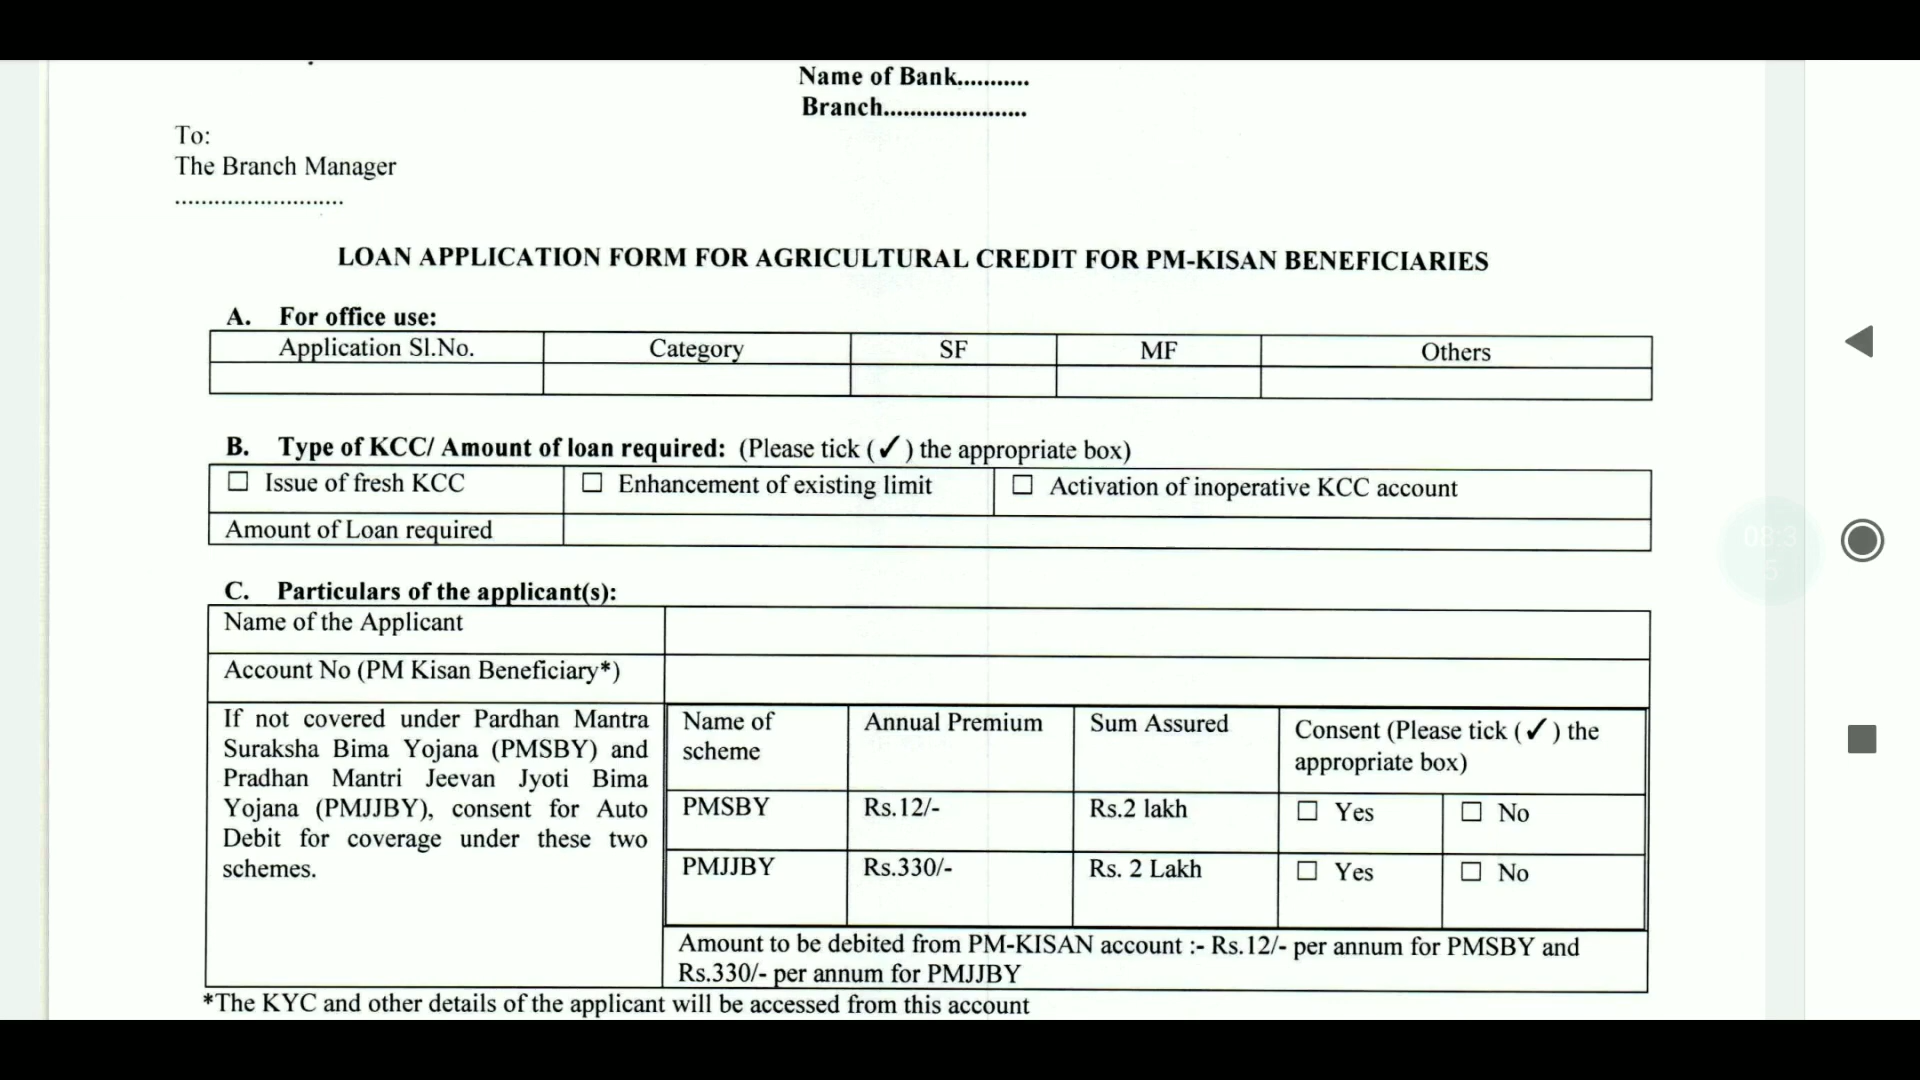 Name of Bank...........
Branch......................
To:
The Branch Manager
..........................
LOAN APPLICATION FORM FOR AGRICULTURAL CREDIT FOR PM-KISAN BENEFICIARIES
A. For office use:
Application Sl.No. Category SF MF Others
B. Type of KCC/ Amount of loan required: (Please tick (✓) the appropriate box)
☐ Issue of fresh KCC ☐ Enhancement of existing limit ☐ Activation of inoperative KCC account
Amount of Loan required
C. Particulars of the applicant(s):
Name of the Applicant
Account No (PM Kisan Beneficiary*)
If not covered under Pardhan Mantra
Suraksha Bima Yojana (PMSBY) and
Pradhan Mantri Jeevan Jyoti Bima
Yojana (PMJJBY), consent for Auto
Debit for coverage under these two
schemes.
Name of
scheme
Annual Premium
Sum Assured
Consent (Please tick (✓) the
appropriate box)
PMSBY Rs.12/- Rs.2 lakh ☐ Yes ☐ No
PMJJBY Rs.330/- Rs. 2 Lakh ☐ Yes ☐ No
Amount to be debited from PM-KISAN account :- Rs.12/- per annum for PMSBY and
Rs.330/- per annum for PMJJBY
*The KYC and other details of the applicant will be accessed from this account
08:3
5